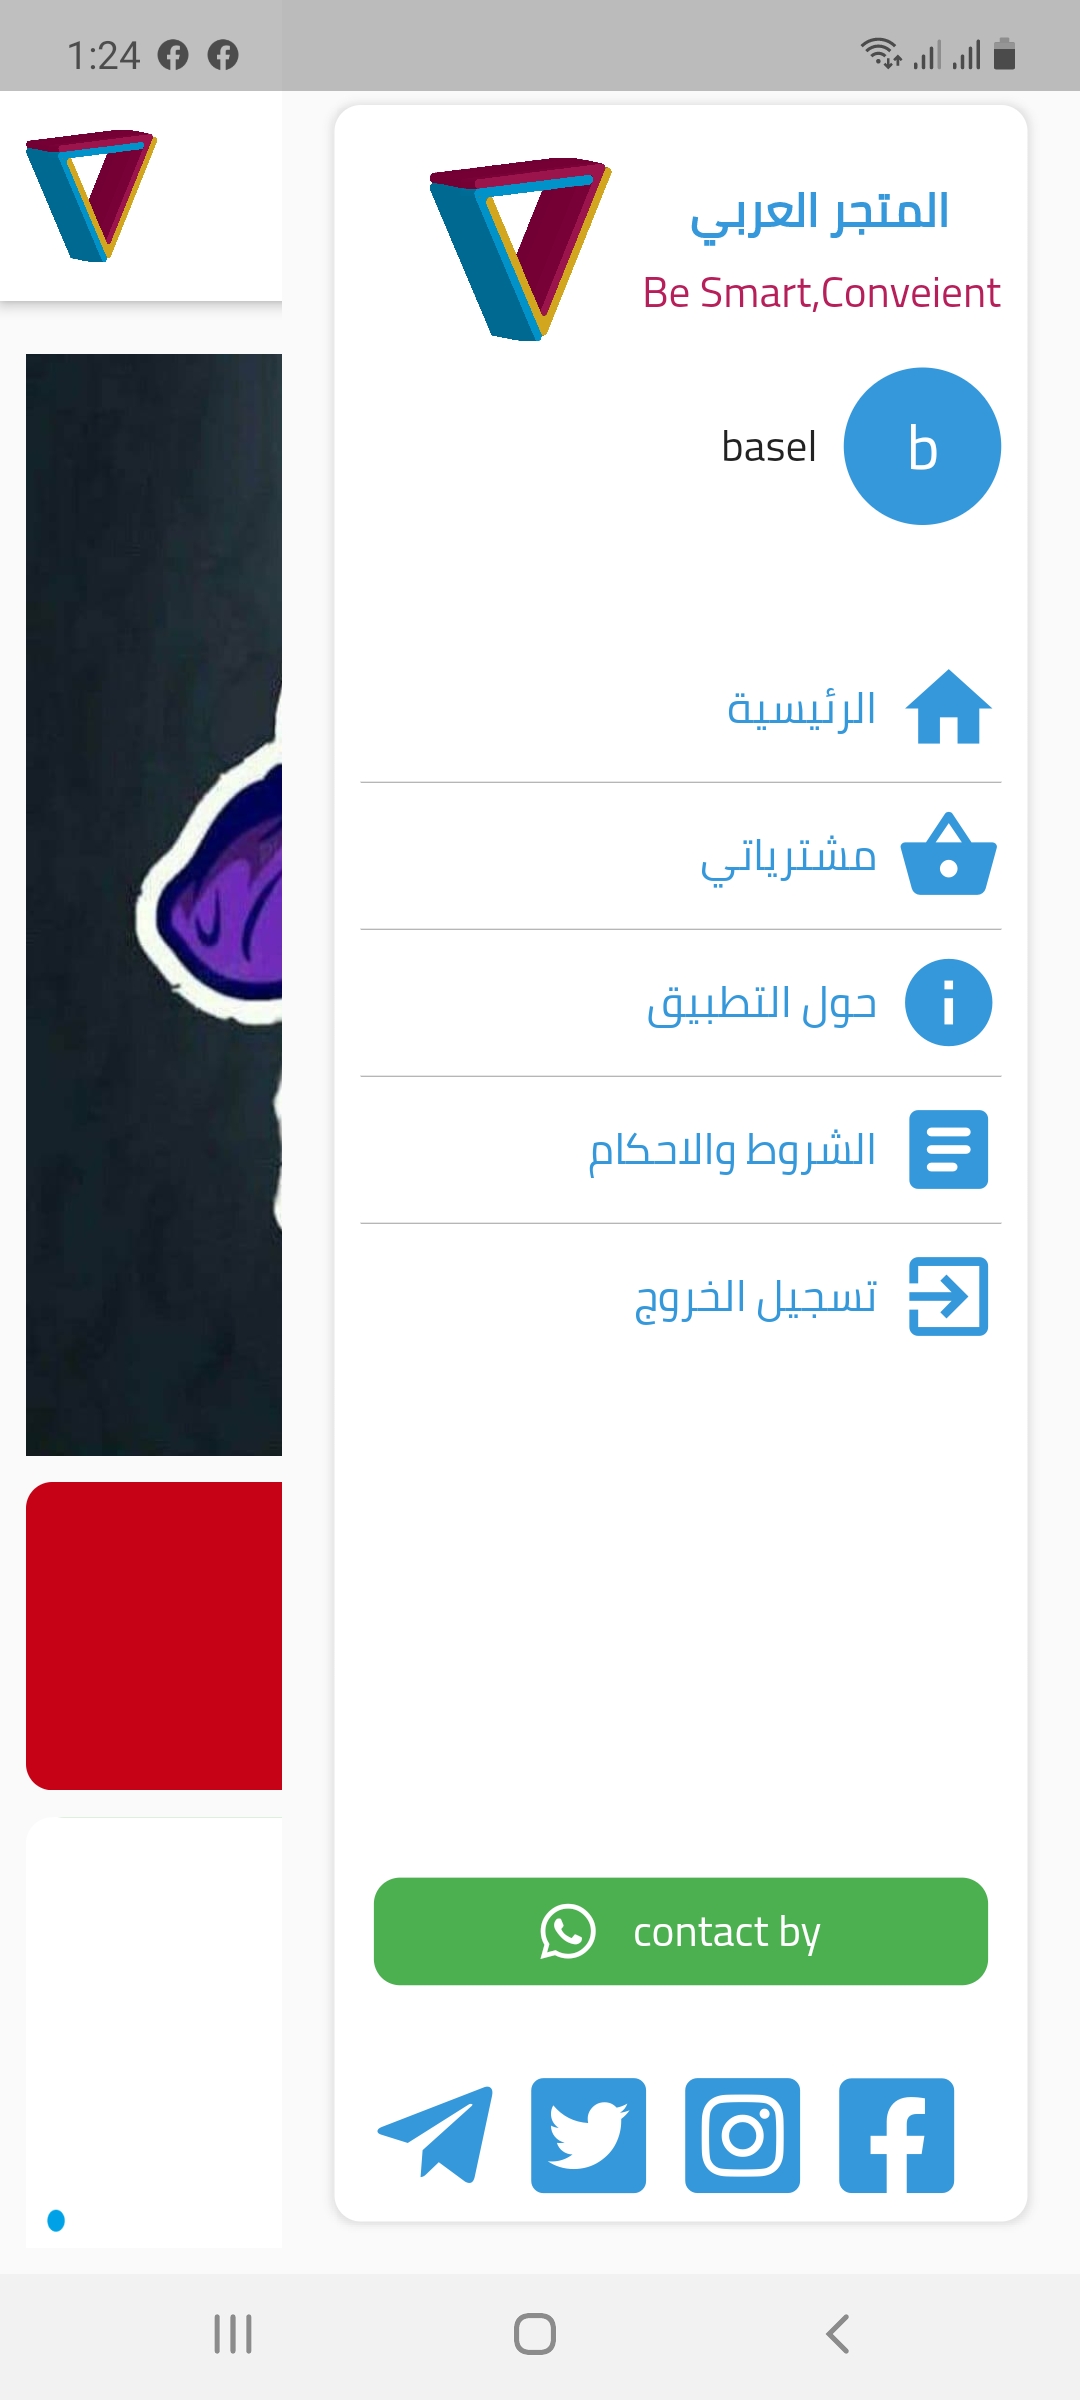 1:24
المتجر العربي
Be Smart,Conveient
b
basel
الرئيسية
مشترياتي
حول التطبيق
الشروط والاحكام
تسجيل الخروج
contact by